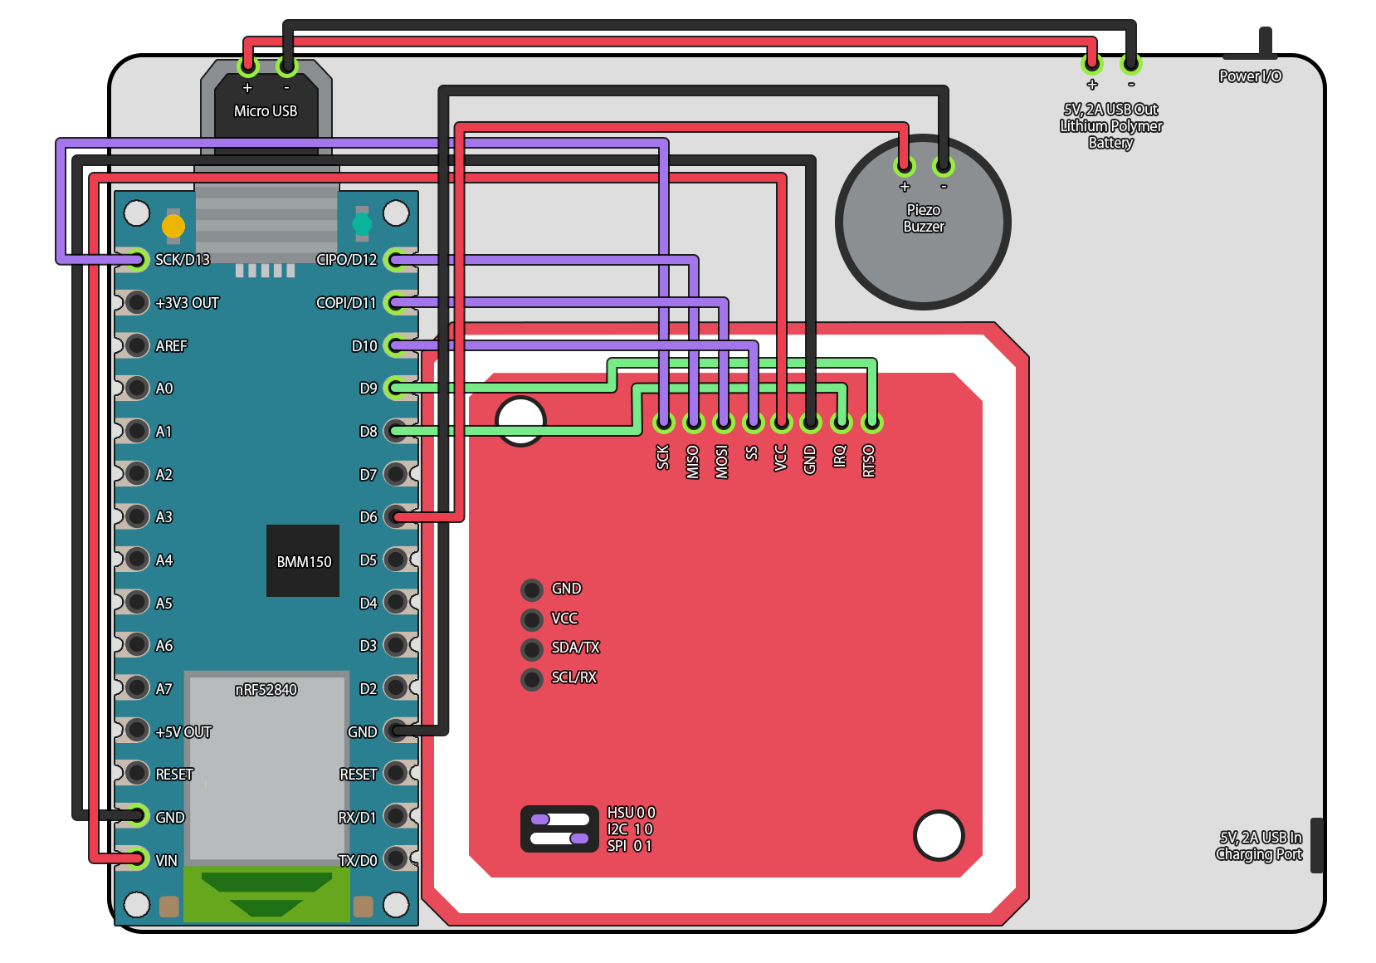 + -
Micro USB
+ -
5V, 2A USB Out
Lithium Polymer
Battery
Power I/O
+ -
Piezo
Buzzer
SCK/D13
+3V3 OUT
AREF
A0
A1
A2
A3
A4
A5
A6
A7
+5V OUT
RESET
GND
VIN
CIPO/D12
COPI/D11
D10
D9
D8
D7
D6
D5
D4
D3
D2
GND
RESET
RX/D1
TX/D0
BMM150
nRF52840
SCK
MISO
MOSI
SS
VCC
GND
IRQ
RTSO
GND
VCC
SDA/TX
SCL/RX
HSU 0 0
I2C 1 0
SPI 0 1
5V, 2A USB In
Charging Port